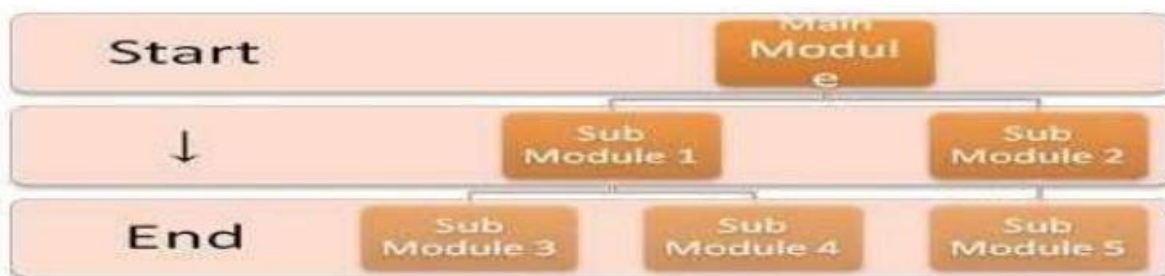 Start
Main
Modul
e
↓
Sub
Module 1
Sub
Module 2
End
Sub
Module 3
Sub
Module 4
Sub
Module 5